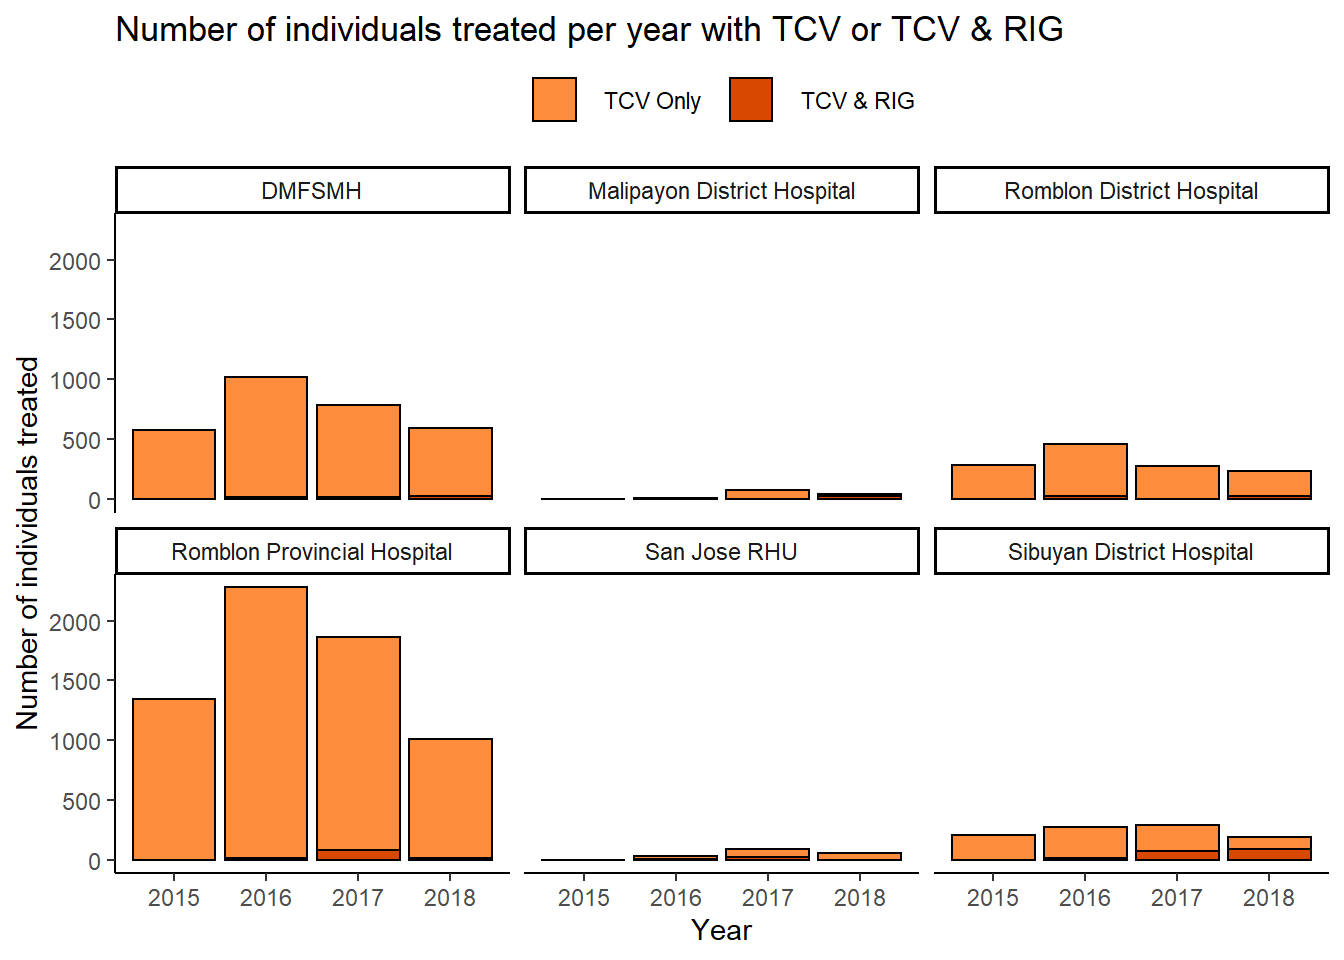 Number of individuals treated per year with TCV or TCV & RIG
TCV Only TCV & RIG
DMFSMH Malipayon District Hospital Romblon District Hospital
2000
1500
1000
500
0
Number of individuals treated
Romblon Provincial Hospital San Jose RHU Sibuyan District Hospital
2000
1500
1000
500
0
2015 2016 2017 2018 2015 2016 2017 2018 2015 2016 2017 2018
Year